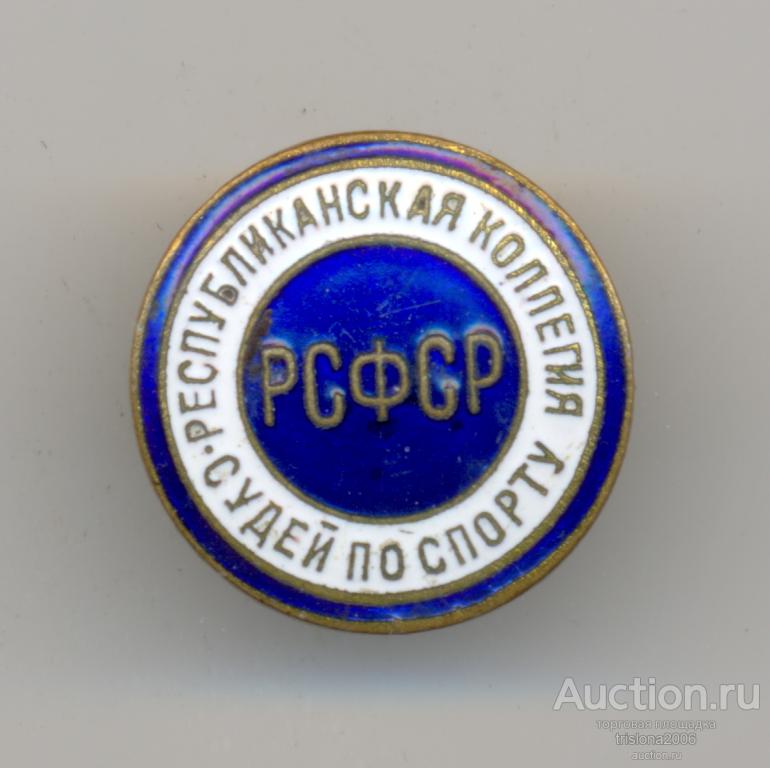 РЕСПУБЛИКАНСКАЯ КОЛЛЕГИЯ
СУДЕЙ ПО СПОРТУ
РСФСР
Auction.ru
торговая площадка
trislona2006
auction.ru